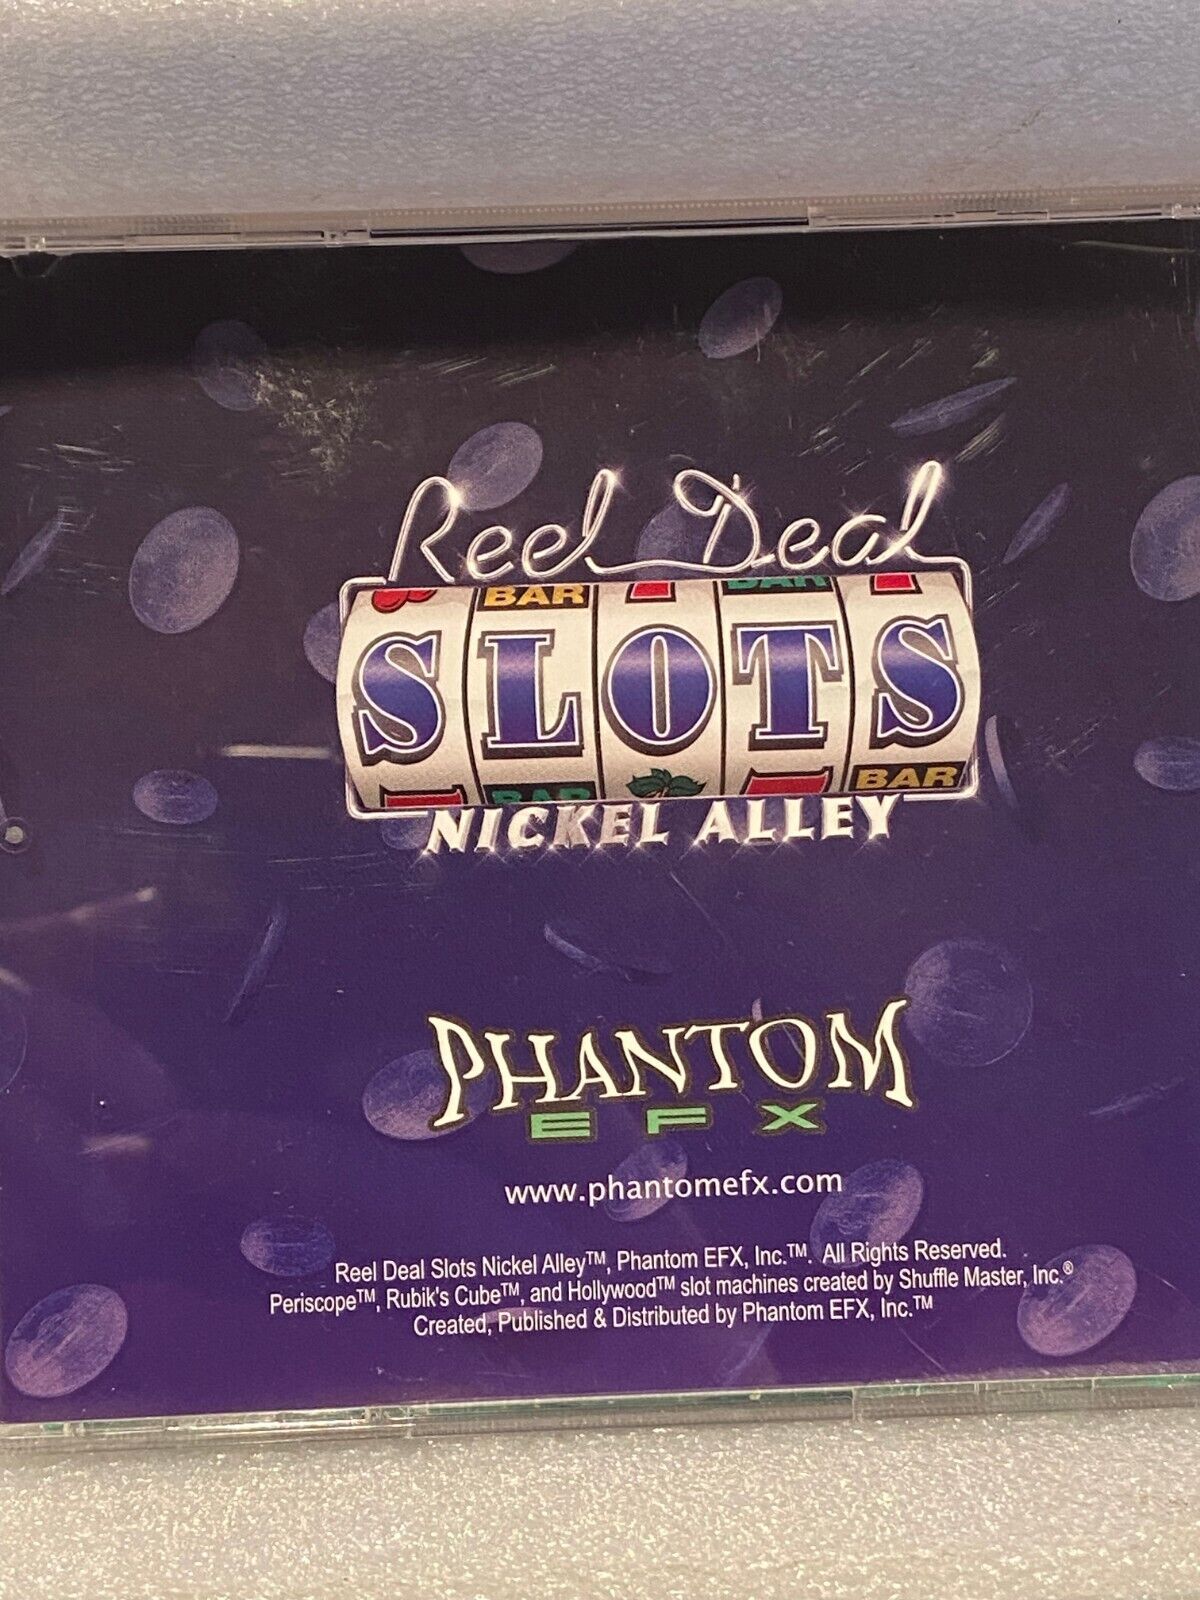 Reel Deal
BAR BAR
SLOTS
BAR BAR
NICKEL ALLEY
PHANTOM
EFX
www.phantomefx.com
Reel Deal Slots Nickel Alley™, Phantom EFX, Inc.™. All Rights Reserved.
Periscope™, Rubik's Cube™, and Hollywood™ slot machines created by Shuffle Master, Inc.®
Created, Published & Distributed by Phantom EFX, Inc.™